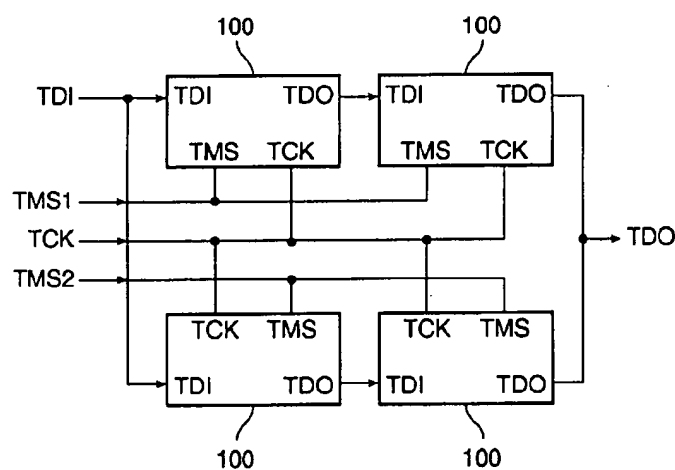 100 100
TDI TDI TDO TDI TDO
TMS TCK TMS TCK
TMS1
TCK TDO
TMS2
TCK TMS TCK TMS
TDI TDO TDI TDO
100 100